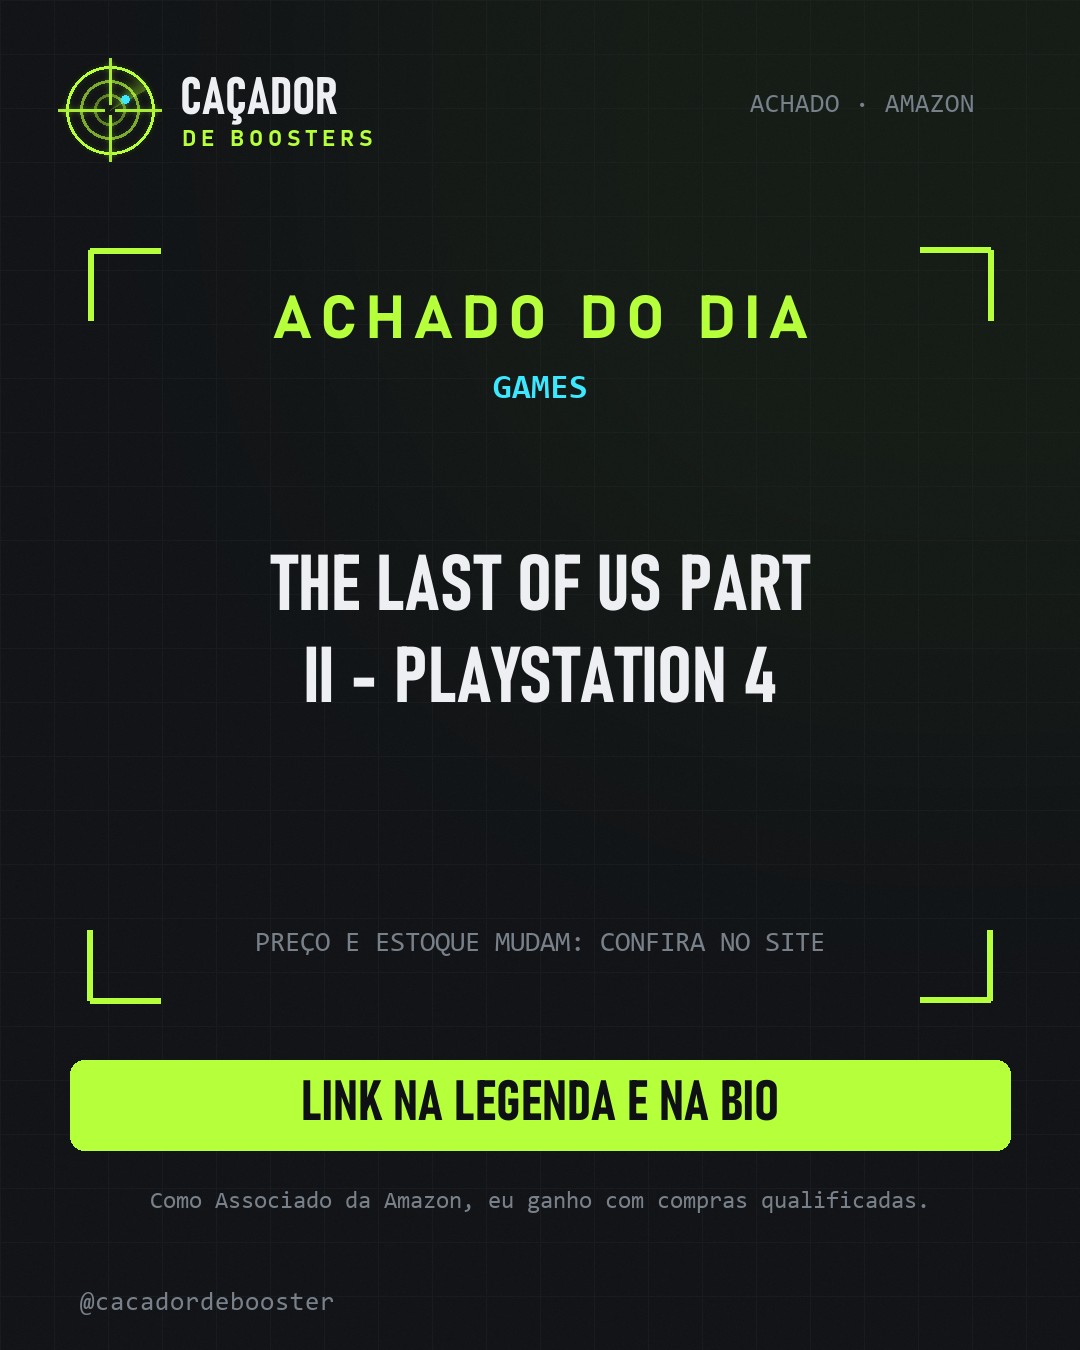 CAÇADOR
DE BOOSTERS
ACHADO · AMAZON
ACHADO DO DIA
GAMES
THE LAST OF US PART
II - PLAYSTATION 4
PREÇO E ESTOQUE MUDAM: CONFIRA NO SITE
LINK NA LEGENDA E NA BIO
Como Associado da Amazon, eu ganho com compras qualificadas.
@cacadordebooster